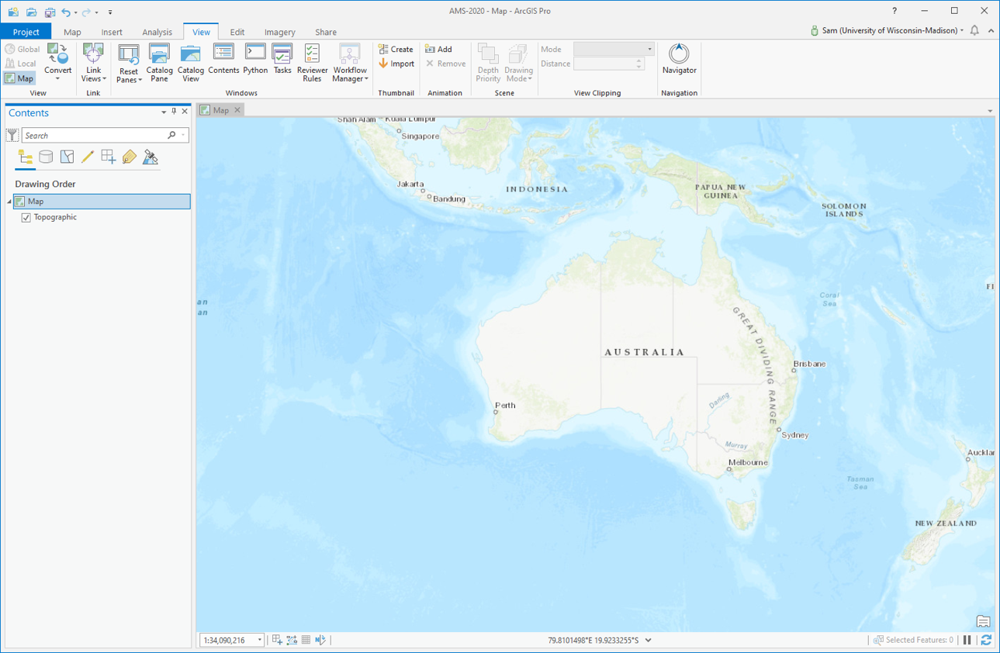 AMS-2020 - Map - ArcGIS Pro
?
Project
Map
Insert
Analysis
View
Edit
Imagery
Share
Sam (University of Wisconsin-Madison)
Global
Local
Map
Convert
View
Link
Views
Link
Reset
Panes
Catalog
Pane
Catalog
View
Contents
Python
Tasks
Reviewer
Rules
Workflow
Manager
Windows
Create
Import
Thumbnail
Add
Remove
Animation
Depth
Priority
Drawing
Mode
Scene
Mode
Distance
View Clipping
Navigator
Navigation
Contents
Search
Drawing Order
Map
Topographic
Map
Shah Alam
Kuala Lumpur
Singapore
Jakarta
Bandung
INDONESIA
PAPUA NEW
GUINEA
SOLOMON
ISLANDS
FI
an
an
Coral
Sea
GREAT DIVIDING RANGE
AUSTRALIA
Brisbane
Perth
Darling
Sydney
Murray
Melbourne
Aucklar
Tasman
Sea
NEW ZEALAND
1:34,090,216
79.8101498°E 19.9233255°S
Selected Features: 0